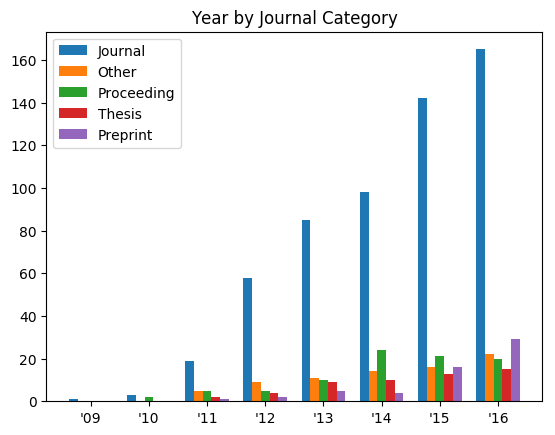 Year by Journal Category
Journal
Other
Proceeding
Thesis
Preprint
160
140
120
100
80
60
40
20
0
'09 '10 '11 '12 '13 '14 '15 '16